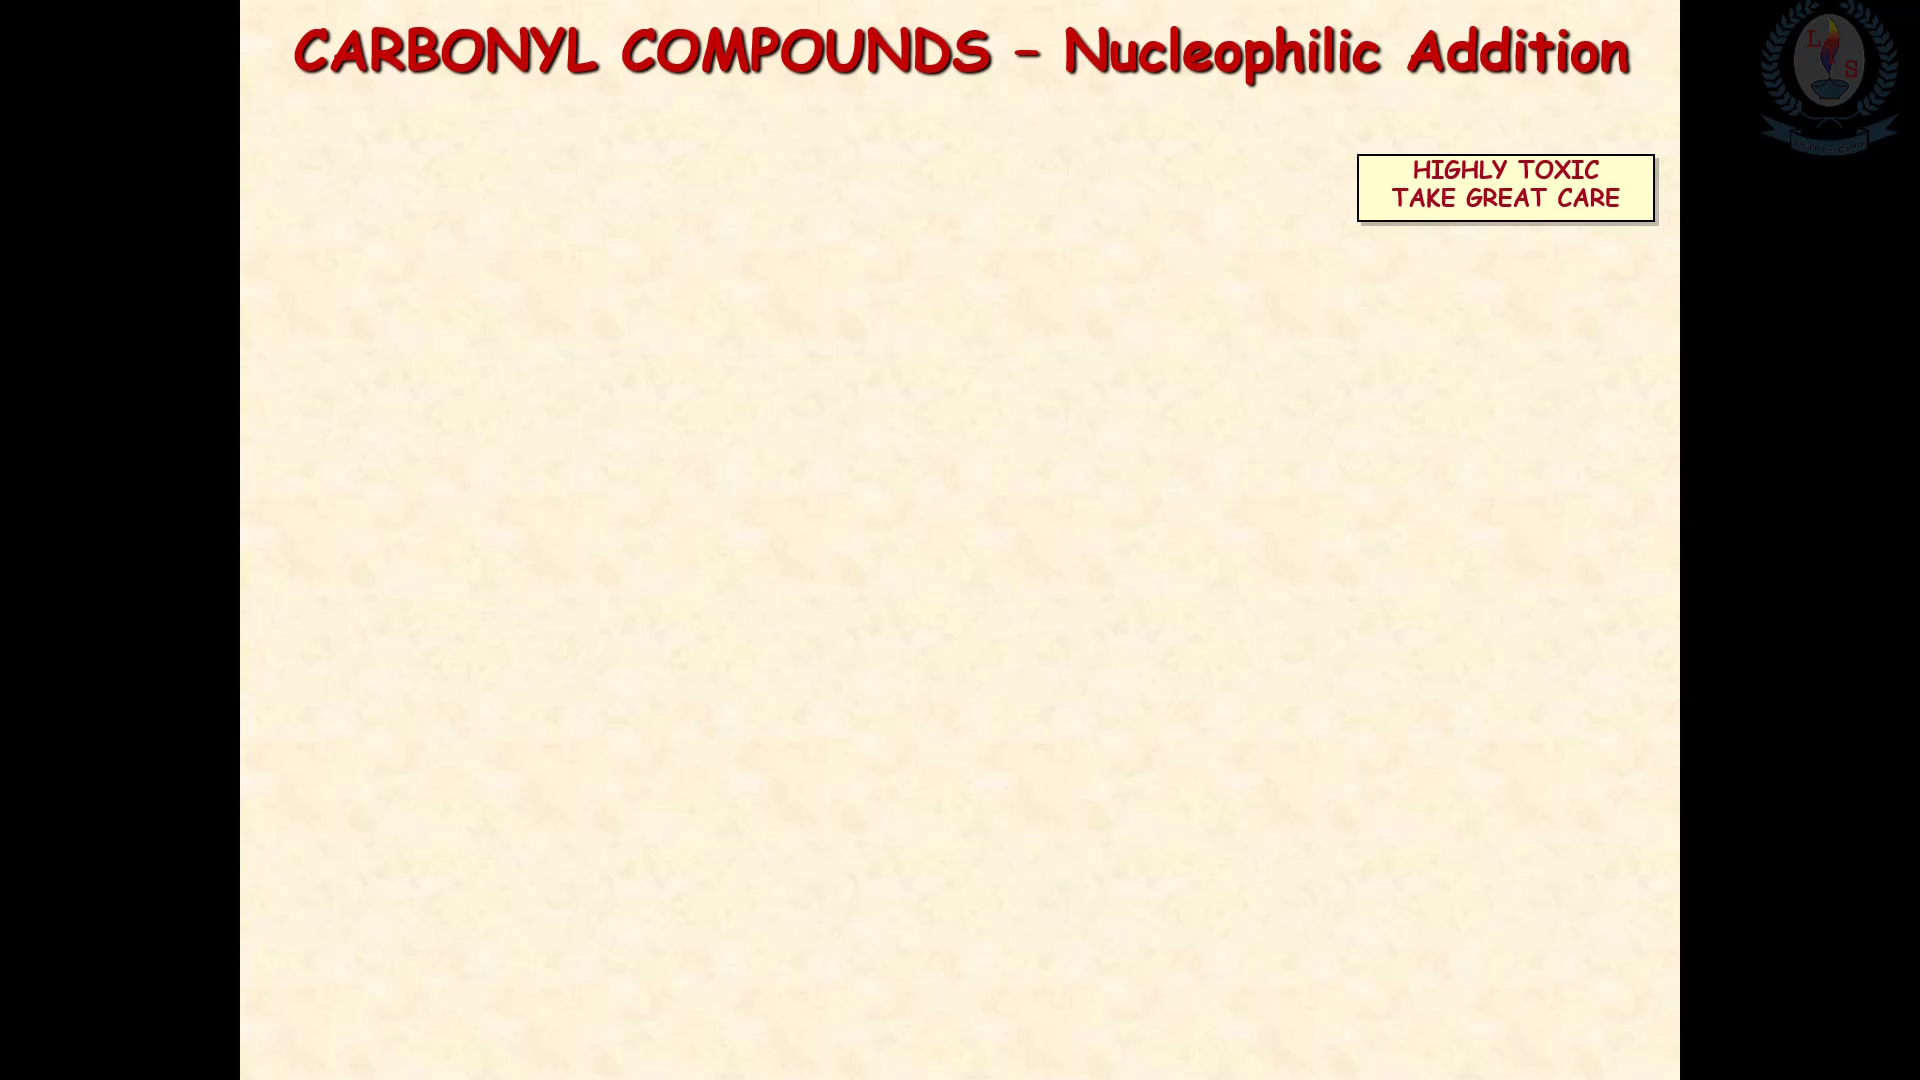 CARBONYL COMPOUNDS – Nucleophilic Addition
HIGHLY TOXIC
TAKE GREAT CARE
L
S